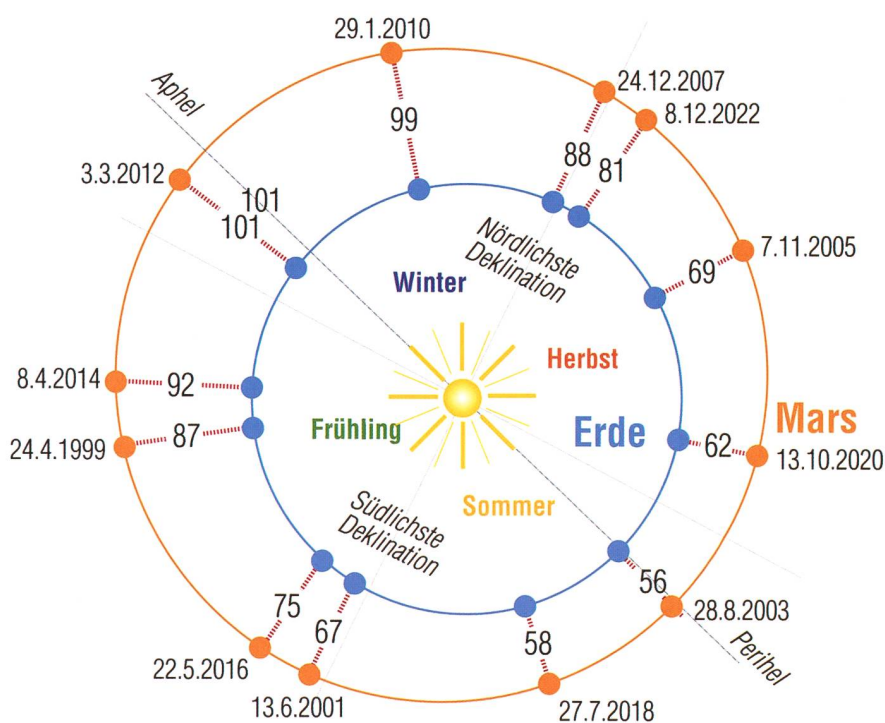 29.1.2010
24.12.2007
8.12.2022
Aphel
99
88
81
3.3.2012
101
101
Nördlichste
Deklination
7.11.2005
69
Winter
Herbst
8.4.2014
92
Mars
Frühling
Erde
24.4.1999
87
62
13.10.2020
Sommer
Südlichste
Deklination
56
28.8.2003
75
67
58
Perihel
22.5.2016
13.6.2001
27.7.2018